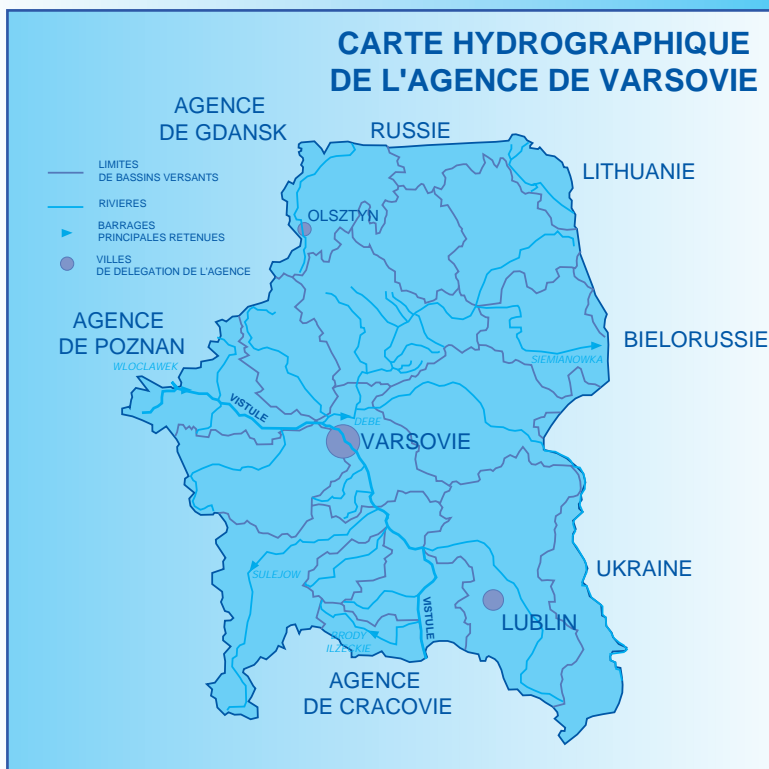 CARTE HYDROGRAPHIQUE
DE L'AGENCE DE VARSOVIE
AGENCE
DE GDANSK
RUSSIE
LITHUANIE
LIMITES
DE BASSINS VERSANTS
RIVIERES
BARRAGES
PRINCIPALES RETENUES
VILLES
DE DELEGATION DE L'AGENCE
OLSZTYN
AGENCE
DE POZNAN
WLOCLAWEK
BIELORUSSIE
SIEMIANOWKA
VISTULE
DEBE
VARSOVIE
SULEJOW
UKRAINE
VISTULE
LUBLIN
BRODY
ILZECKIE
AGENCE
DE CRACOVIE